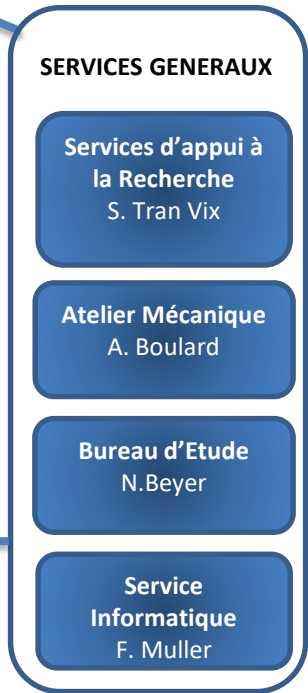 SERVICES GENERAUX
Services d’appui à
la Recherche
S. Tran Vix
Atelier Mécanique
A. Boulard
Bureau d’Etude
N.Beyer
Service
Informatique
F. Muller